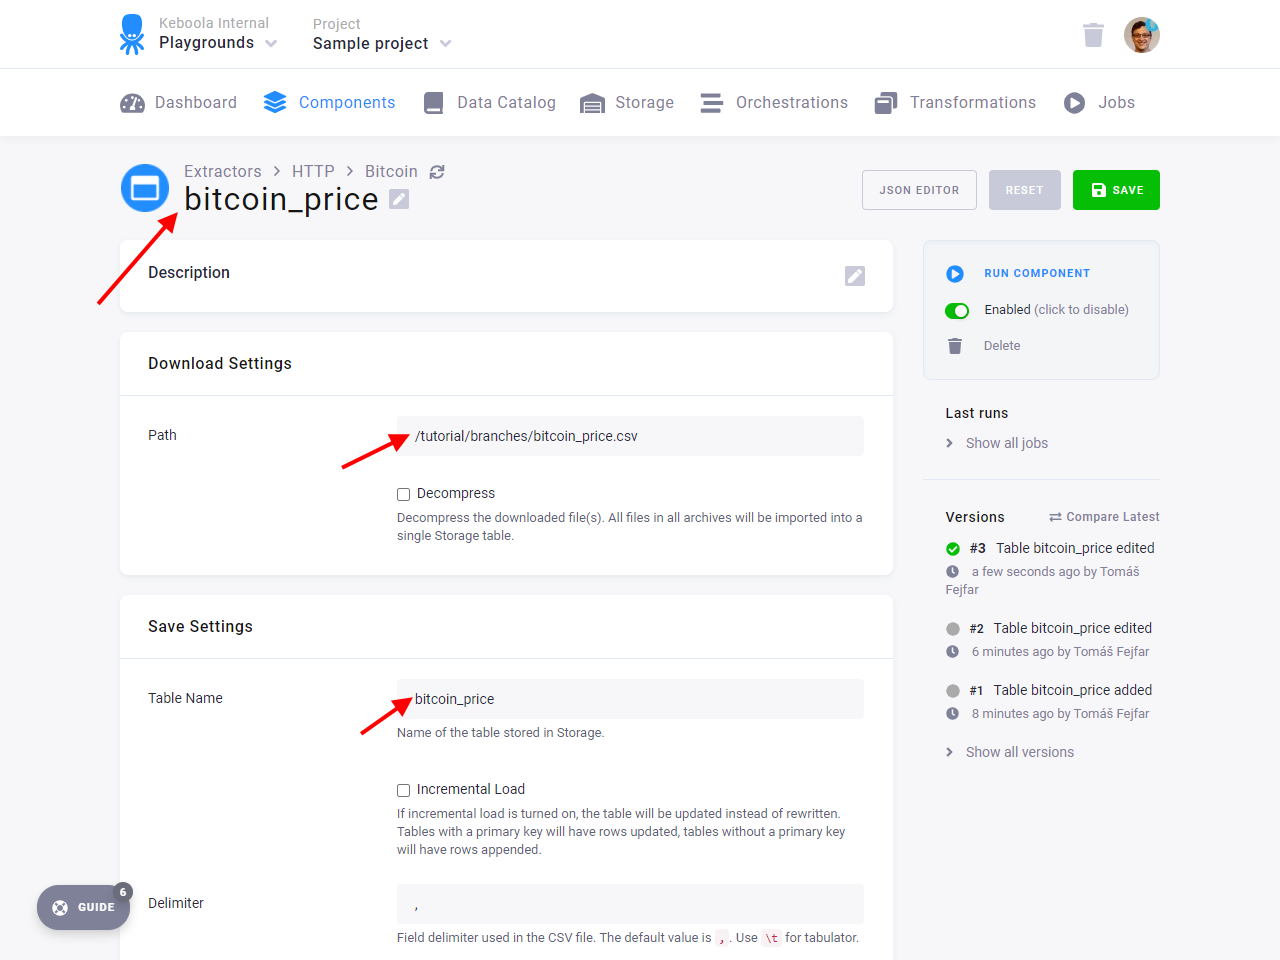 Keboola Internal
Playgrounds
Project
Sample project
Dashboard
Components
Data Catalog
Storage
Orchestrations
Transformations
Jobs
Extractors > HTTP > Bitcoin
bitcoin_price
JSON EDITOR
RESET
SAVE
Description
Download Settings
Path
/tutorial/branches/bitcoin_price.csv
Decompress
Decompress the downloaded file(s). All files in all archives will be imported into a
single Storage table.
Save Settings
Table Name
bitcoin_price
Name of the table stored in Storage.
Incremental Load
If incremental load is turned on, the table will be updated instead of rewritten.
Tables with a primary key will have rows updated, tables without a primary key
will have rows appended.
Delimiter
,
Field delimiter used in the CSV file. The default value is , . Use \t for tabulator.
RUN COMPONENT
Enabled (click to disable)
Delete
Last runs
Show all jobs
Versions
Compare Latest
#3 Table bitcoin_price edited
a few seconds ago by Tomáš
Fejfar
#2 Table bitcoin_price edited
6 minutes ago by Tomáš Fejfar
#1 Table bitcoin_price added
8 minutes ago by Tomáš Fejfar
Show all versions
GUIDE
6